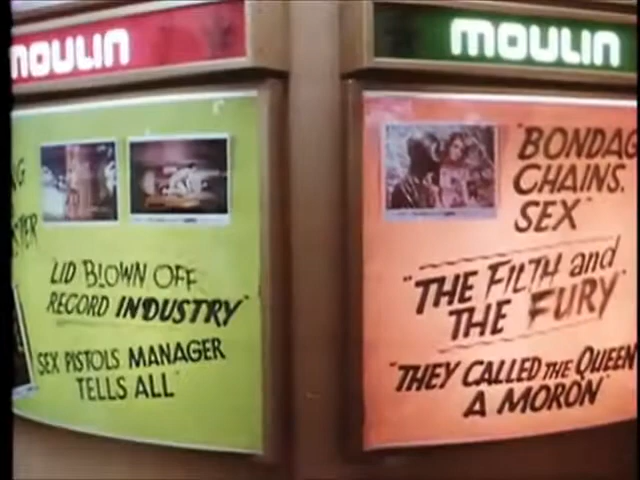 MOULIN
"LID BLOWN OFF
RECORD INDUSTRY"
SEX PISTOLS MANAGER
TELLS ALL"
MOULIN
"BONDAG
CHAINS.
SEX"
"THE FILTH and
THE FURY"
"THEY CALLED THE QUEEN
A MORON"